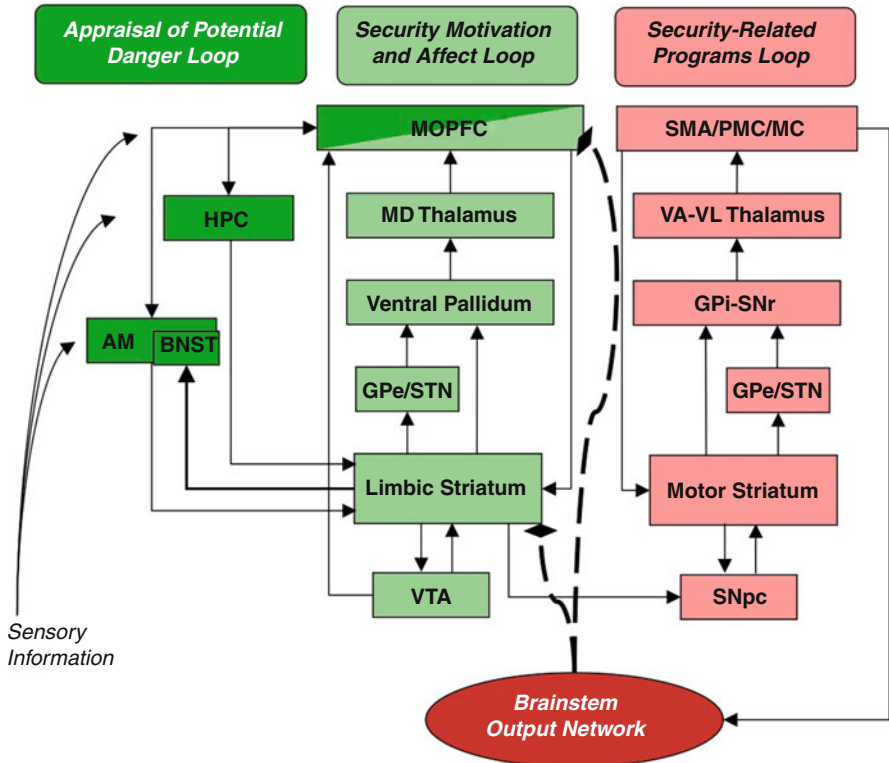 Appraisal of Potential
Danger Loop
Security Motivation
and Affect Loop
Security-Related
Programs Loop
MOPFC
SMA/PMC/MC
HPC
MD Thalamus
VA-VL Thalamus
Ventral Pallidum
GPi-SNr
AM
BNST
GPe/STN
GPe/STN
Limbic Striatum
Motor Striatum
VTA
SNpc
Sensory
Information
Brainstem
Output Network